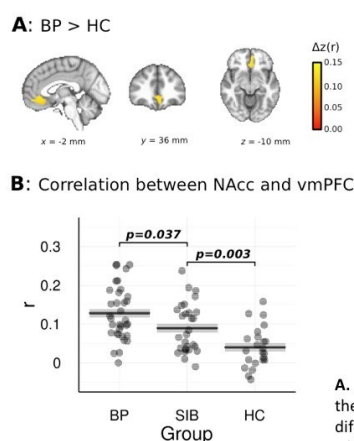 A: BP > HC
Δz(r)
0.15
0.10
0.05
0.00
x = -2 mm
y = 36 mm
z = -10 mm
B: Correlation between NAcc and vmPFC
p=0.037
p=0.003
0.3
0.2
0.1
0
r
BP SIB HC
Group
A.
the
dif